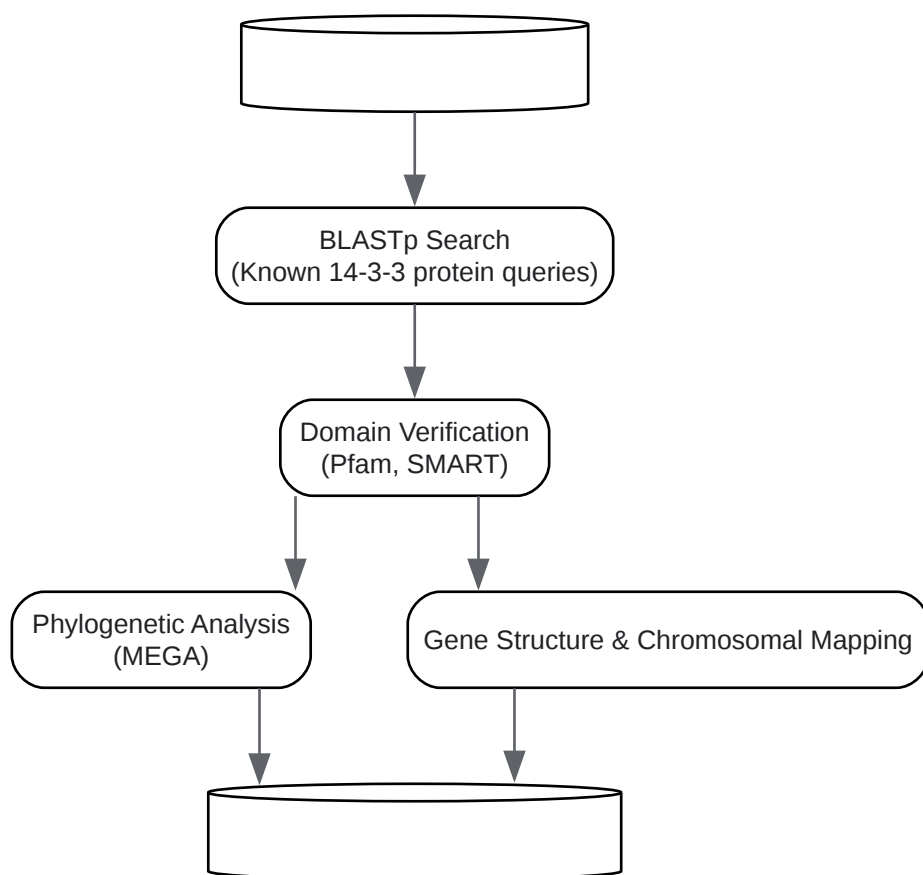 BLASTp Search
(Known 14-3-3 protein queries)
Domain Verification
(Pfam, SMART)
Phylogenetic Analysis
(MEGA)
Gene Structure & Chromosomal Mapping